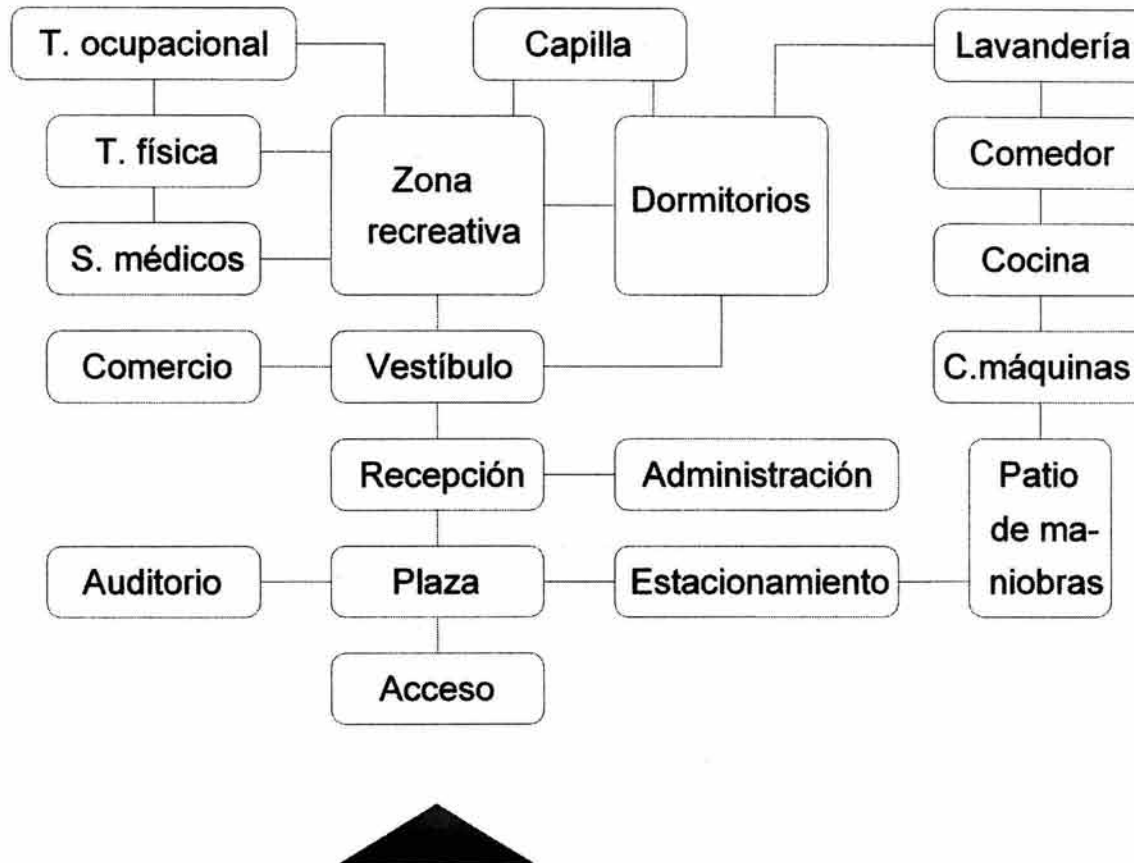 T. ocupacional
Capilla
Lavandería
T. física
Zona
recreativa
Dormitorios
Comedor
S. médicos
Cocina
Comercio
Vestíbulo
C.máquinas
Recepción
Administración
Patio
de ma-
niobras
Auditorio
Plaza
Estacionamiento
Acceso